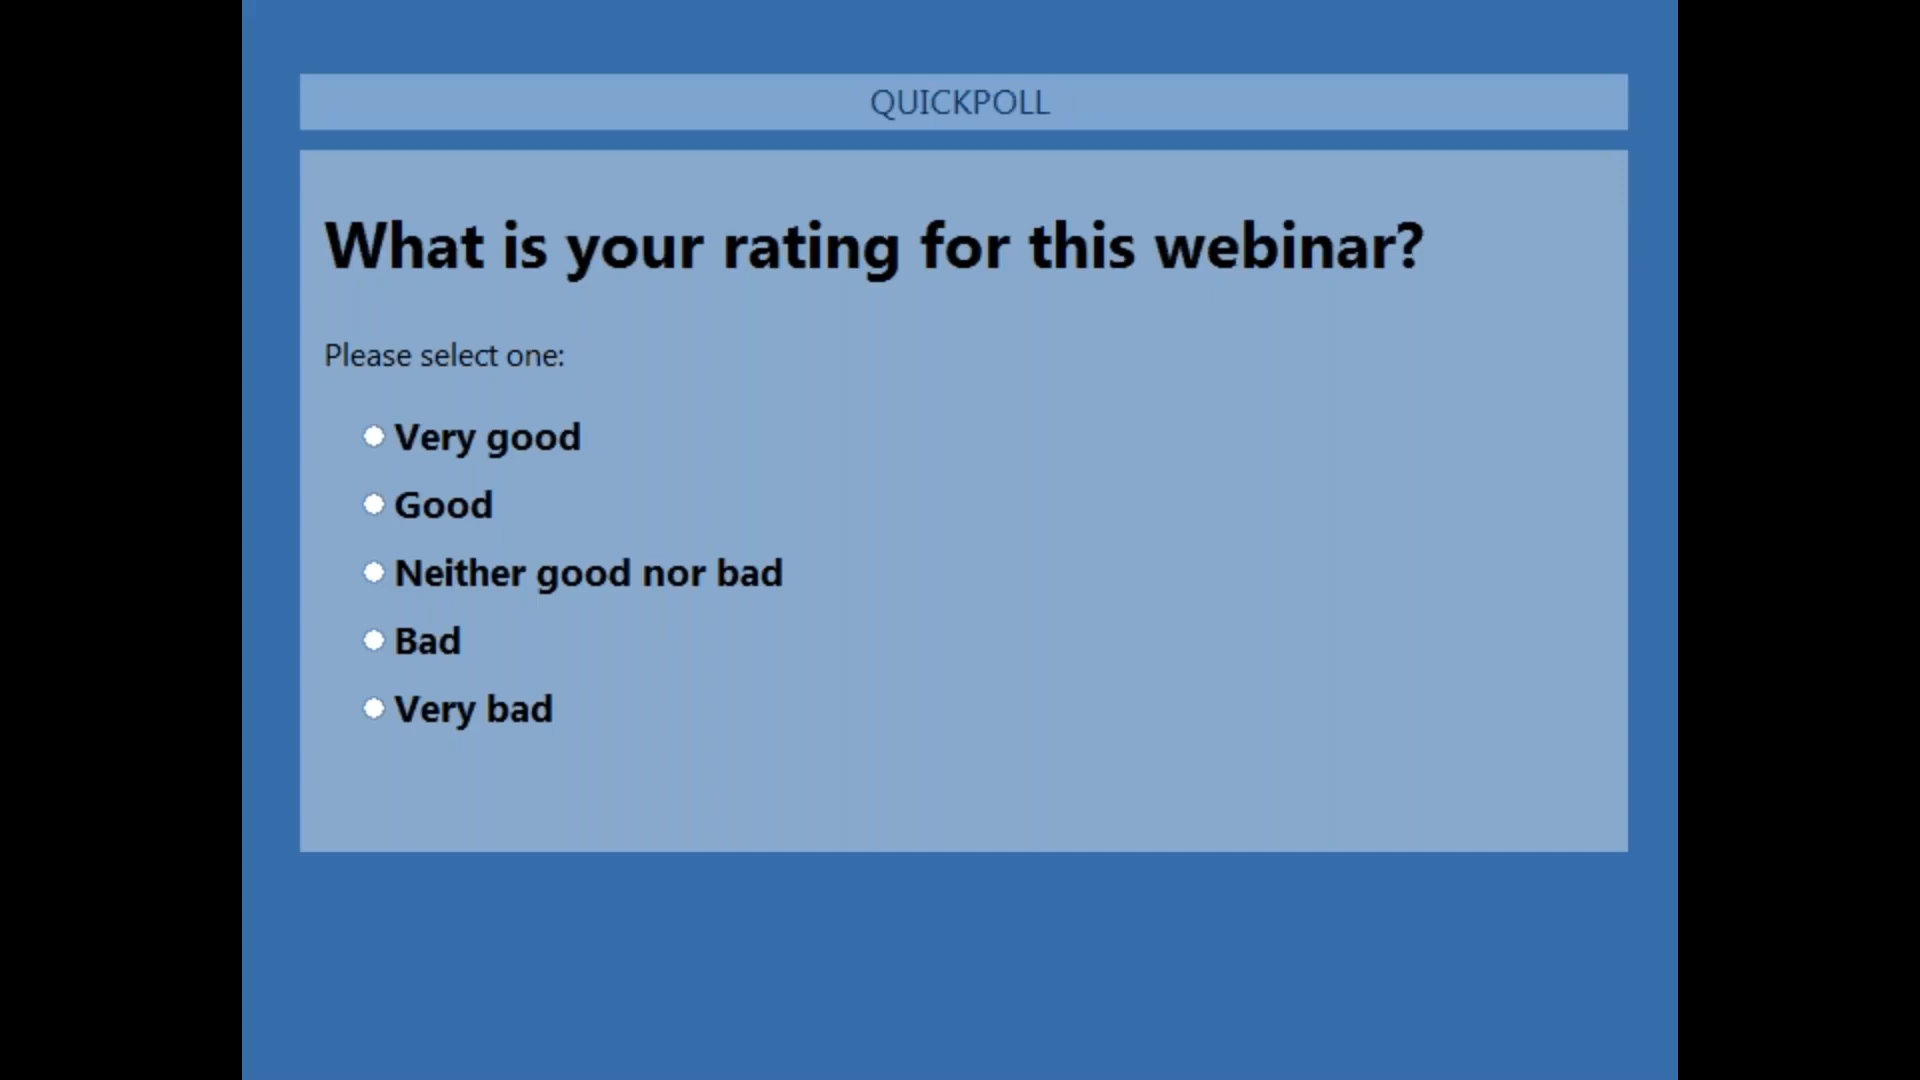 QUICKPOLL
What is your rating for this webinar?
Please select one:
Very good
Good
Neither good nor bad
Bad
Very bad